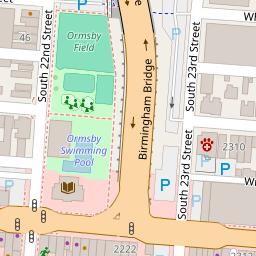 46
South 22nd Street
Ormsby
Field
Birmingham Bridge
South 23rd Street
P
2310
Ormsby
Swimming
Pool
P
P
P
P
2222